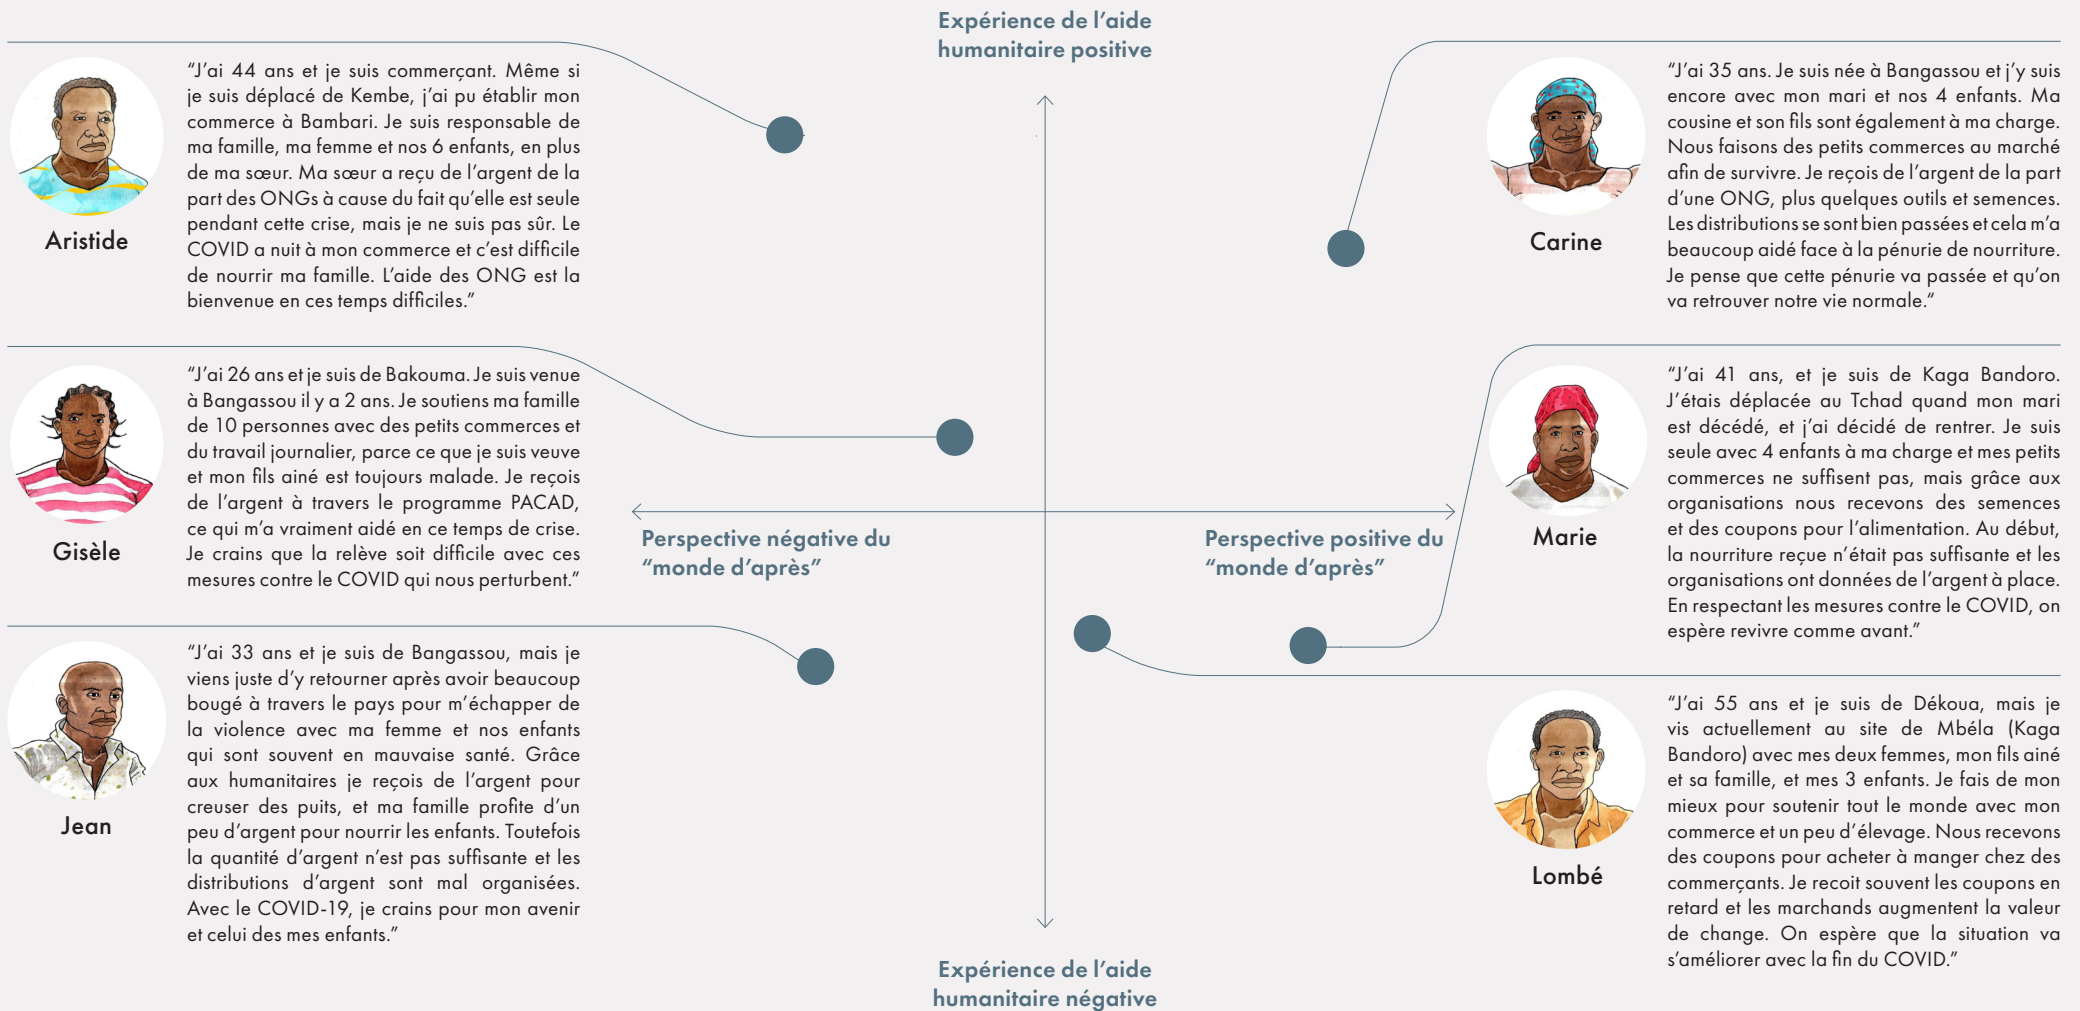 Expérience de l’aide
humanitaire positive
“J’ai 44 ans et je suis commerçant. Même si
je suis déplacé de Kembe, j’ai pu établir mon
commerce à Bambari. Je suis responsable de
ma famille, ma femme et nos 6 enfants, en plus
de ma sœur. Ma sœur a reçu de l’argent de la
part des ONGs à cause du fait qu’elle est seule
pendant cette crise, mais je ne suis pas sûr. Le
COVID a nuit à mon commerce et c’est difficile
de nourrir ma famille. L’aide des ONG est la
bienvenue en ces temps difficiles.”
Aristide
“J’ai 35 ans. Je suis née à Bangassou et j’y suis
encore avec mon mari et nos 4 enfants. Ma
cousine et son fils sont également à ma charge.
Nous faisons des petits commerces au marché
afin de survivre. Je reçois de l’argent de la part
d’une ONG, plus quelques outils et semences.
Les distributions se sont bien passées et cela m’a
beaucoup aidé face à la pénurie de nourriture.
Je pense que cette pénurie va passée et qu’on
va retrouver notre vie normale.“
Carine
“J’ai 26 ans et je suis de Bakouma. Je suis venue
à Bangassou il y a 2 ans. Je soutiens ma famille
de 10 personnes avec des petits commerces et
du travail journalier, parce ce que je suis veuve
et mon fils ainé est toujours malade. Je reçois
de l’argent à travers le programme PACAD,
ce qui m’a vraiment aidé en ce temps de crise.
Je crains que la relève soit difficile avec ces
mesures contre le COVID qui nous perturbent.”
Gisèle
Perspective négative du
“monde d’après”
Perspective positive du
“monde d’après”
“J’ai 41 ans, et je suis de Kaga Bandoro.
J’étais déplacée au Tchad quand mon mari
est décédé, et j’ai décidé de rentrer. Je suis
seule avec 4 enfants à ma charge et mes petits
commerces ne suffisent pas, mais grâce aux
organisations nous recevons des semences
et des coupons pour l’alimentation. Au début,
la nourriture reçue n’était pas suffisante et les
organisations ont données de l’argent à place.
En respectant les mesures contre le COVID, on
espère revivre comme avant.”
Marie
“J’ai 33 ans et je suis de Bangassou, mais je
viens juste d’y retourner après avoir beaucoup
bougé à travers le pays pour m’échapper de
la violence avec ma femme et nos enfants
qui sont souvent en mauvaise santé. Grâce
aux humanitaires je reçois de l’argent pour
creuser des puits, et ma famille profite d’un
peu d’argent pour nourrir les enfants. Toutefois
la quantité d’argent n’est pas suffisante et les
distributions d’argent sont mal organisées.
Avec le COVID-19, je crains pour mon avenir
et celui des mes enfants.”
Jean
“J’ai 55 ans et je suis de Dékoua, mais je
vis actuellement au site de Mbéla (Kaga
Bandoro) avec mes deux femmes, mon fils ainé
et sa famille, et mes 3 enfants. Je fais de mon
mieux pour soutenir tout le monde avec mon
commerce et un peu d’élevage. Nous recevons
des coupons pour acheter à manger chez des
commerçants. Je recoit souvent les coupons en
retard et les marchands augmentent la valeur
de change. On espère que la situation va
s’améliorer avec la fin du COVID.”
Lombé
Expérience de l’aide
humanitaire négative